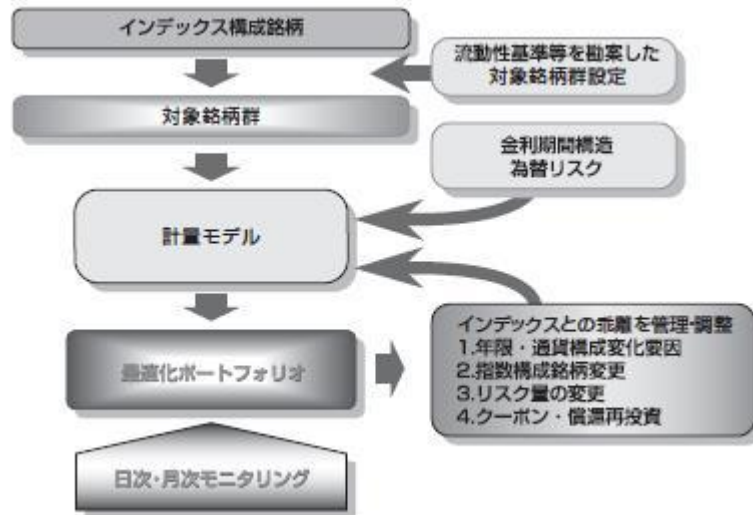 インデックス構成銘柄
流動性基準等を勘案した
対象銘柄群設定
対象銘柄群
金利期間構造
為替リスク
計量モデル
インデックスとの乖離を管理・調整
1.年限・通貨構成変化要因
2.指数構成銘柄変更
3.リスク量の変更
4.クーポン・償還再投資
最適化ポートフォリオ
日次・月次モニタリング